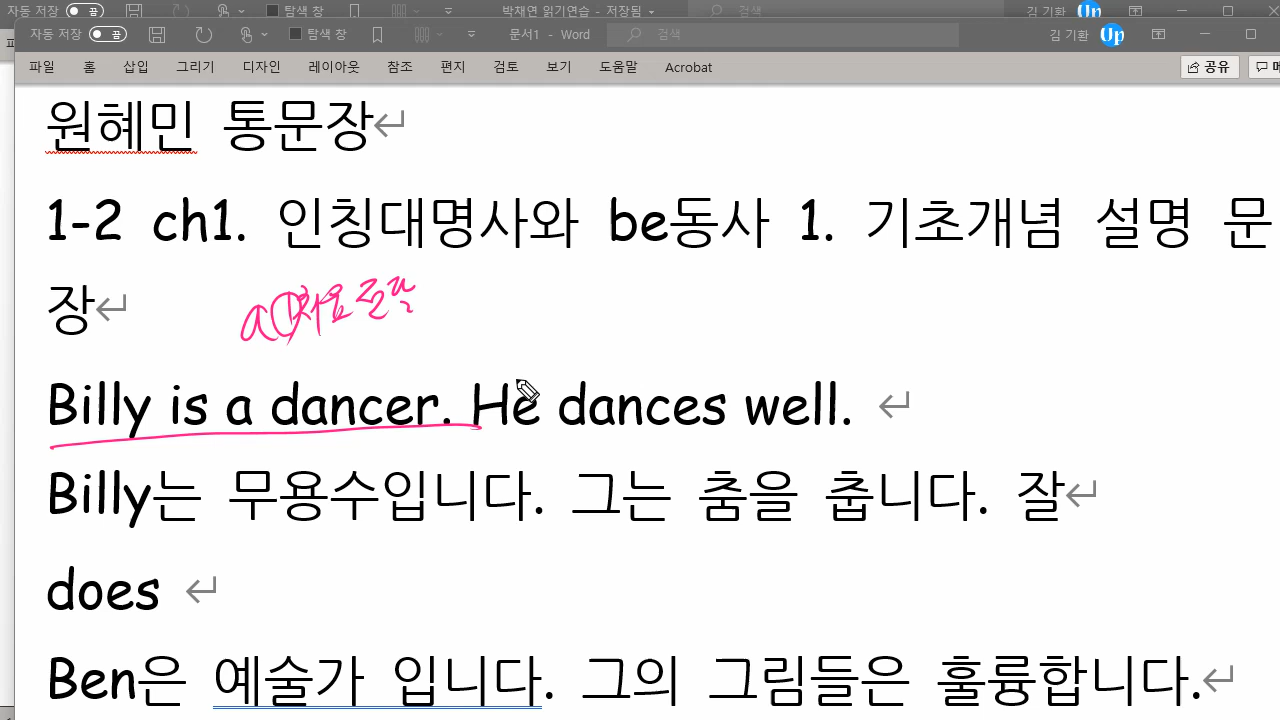 자동 저장 끔 탐색 창 박채연 읽기연습 - 저장됨 검색 김 기환 Up
자동 저장 끔 탐색 창 문서1 - Word 검색 김 기환 Up
파일 홈 삽입 그리기 디자인 레이아웃 참조 편지 검토 보기 도움말 Acrobat 공유 메
원혜민 통문장
1-2 ch1. 인칭대명사와 be동사 1. 기초개념 설명 문
장
Billy is a dancer. He dances well.
Billy는 무용수입니다. 그는 춤을 춥니다. 잘
does
Ben은 예술가 입니다. 그의 그림들은 훌륭합니다.